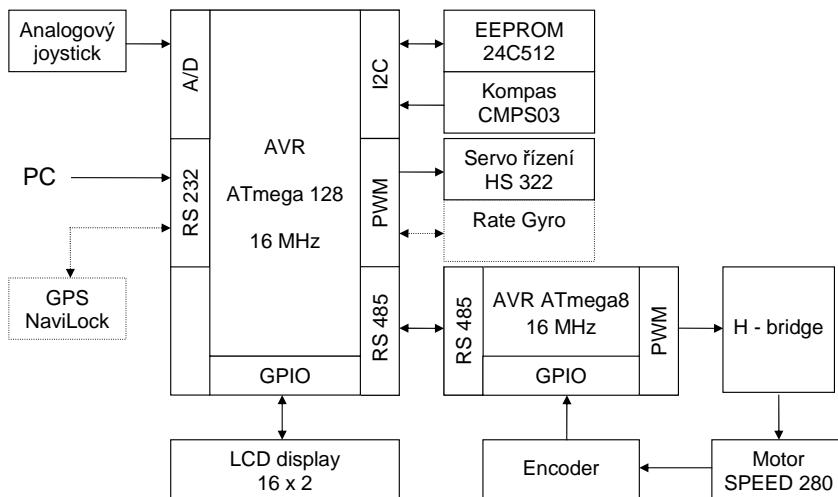 Analogový
joystick
A/D
I2C
EEPROM
24C512
Kompas
CMPS03
AVR
ATmega 128
16 MHz
PC
RS 232
PWM
Servo řízení
HS 322
Rate Gyro
GPS
NaviLock
RS 485
RS 485
AVR ATmega8
16 MHz
PWM
H - bridge
GPIO
GPIO
LCD display
16 x 2
Encoder
Motor
SPEED 280